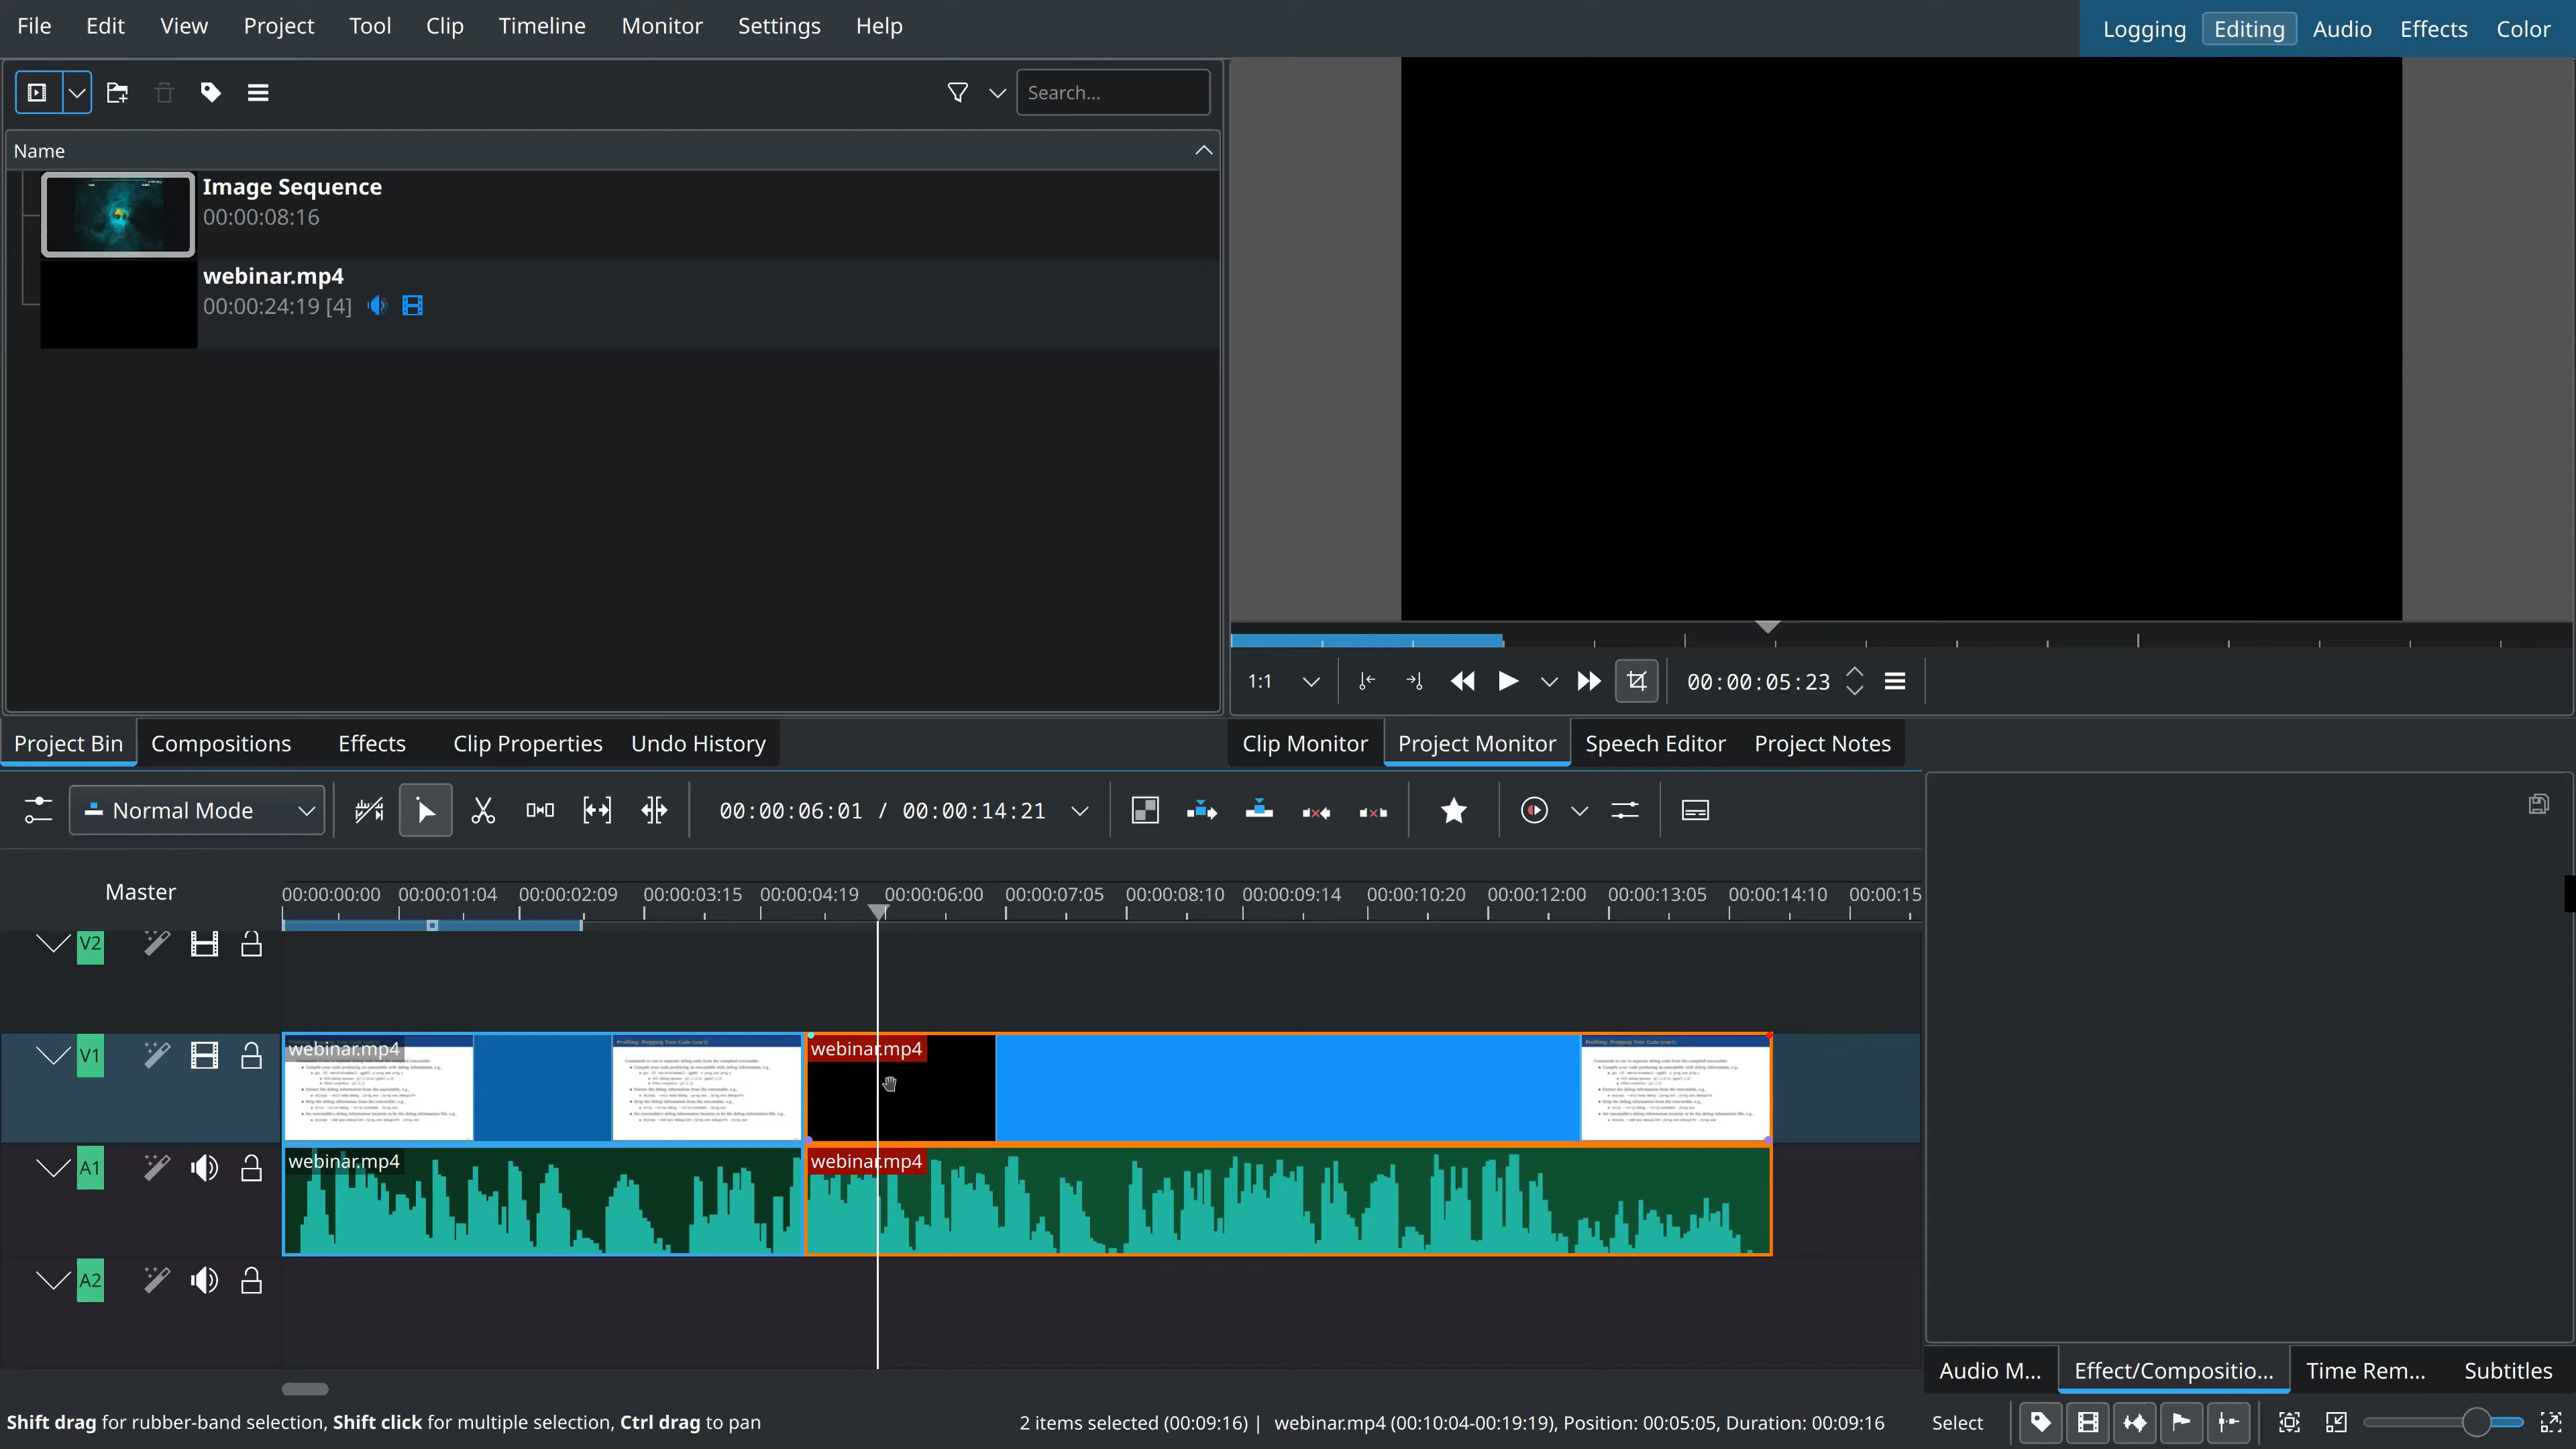 File Edit View Project Tool Clip Timeline Monitor Settings Help
Logging Editing Audio Effects Color
Search...
Name
Image Sequence
00:00:08:16
webinar.mp4
00:00:24:19 [4]
1:1
00:00:05:23
Project Bin Compositions Effects Clip Properties Undo History
Clip Monitor Project Monitor Speech Editor Project Notes
Normal Mode
00:00:06:01 / 00:00:14:21
Master
00:00:00:00 00:00:01:04 00:00:02:09 00:00:03:15 00:00:04:19 00:00:06:00 00:00:07:05 00:00:08:10 00:00:09:14 00:00:10:20 00:00:12:00 00:00:13:05 00:00:14:10 00:00:15
V2
V1
webinar.mp4
webinar.mp4
A1
webinar.mp4
webinar.mp4
A2
Audio M... Effect/Compositio... Time Rem... Subtitles
Shift drag for rubber-band selection, Shift click for multiple selection, Ctrl drag to pan
2 items selected (00:09:16) | webinar.mp4 (00:10:04-00:19:19), Position: 00:05:05, Duration: 00:09:16
Select